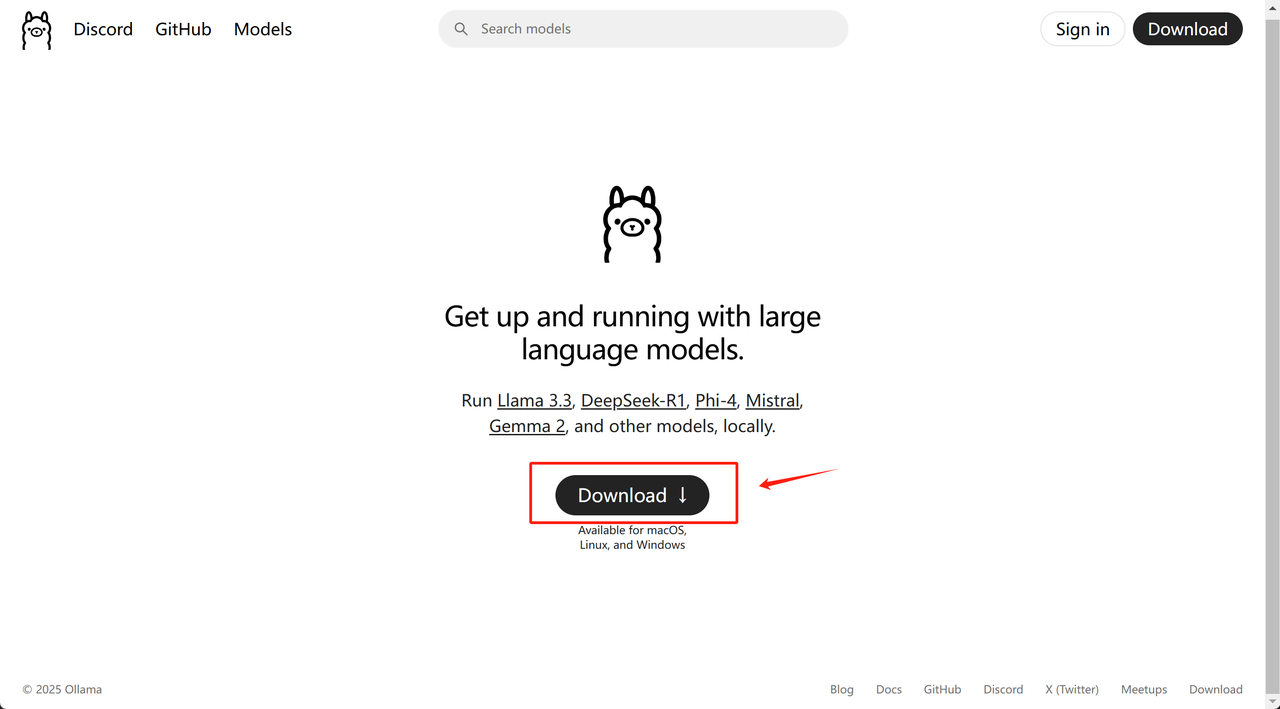 Discord GitHub Models Search models Sign in Download
Get up and running with large
language models.
Run Llama 3.3, DeepSeek-R1, Phi-4, Mistral,
Gemma 2, and other models, locally.
Download ↓
Available for macOS,
Linux, and Windows
© 2025 Ollama Blog Docs GitHub Discord X (Twitter) Meetups Download